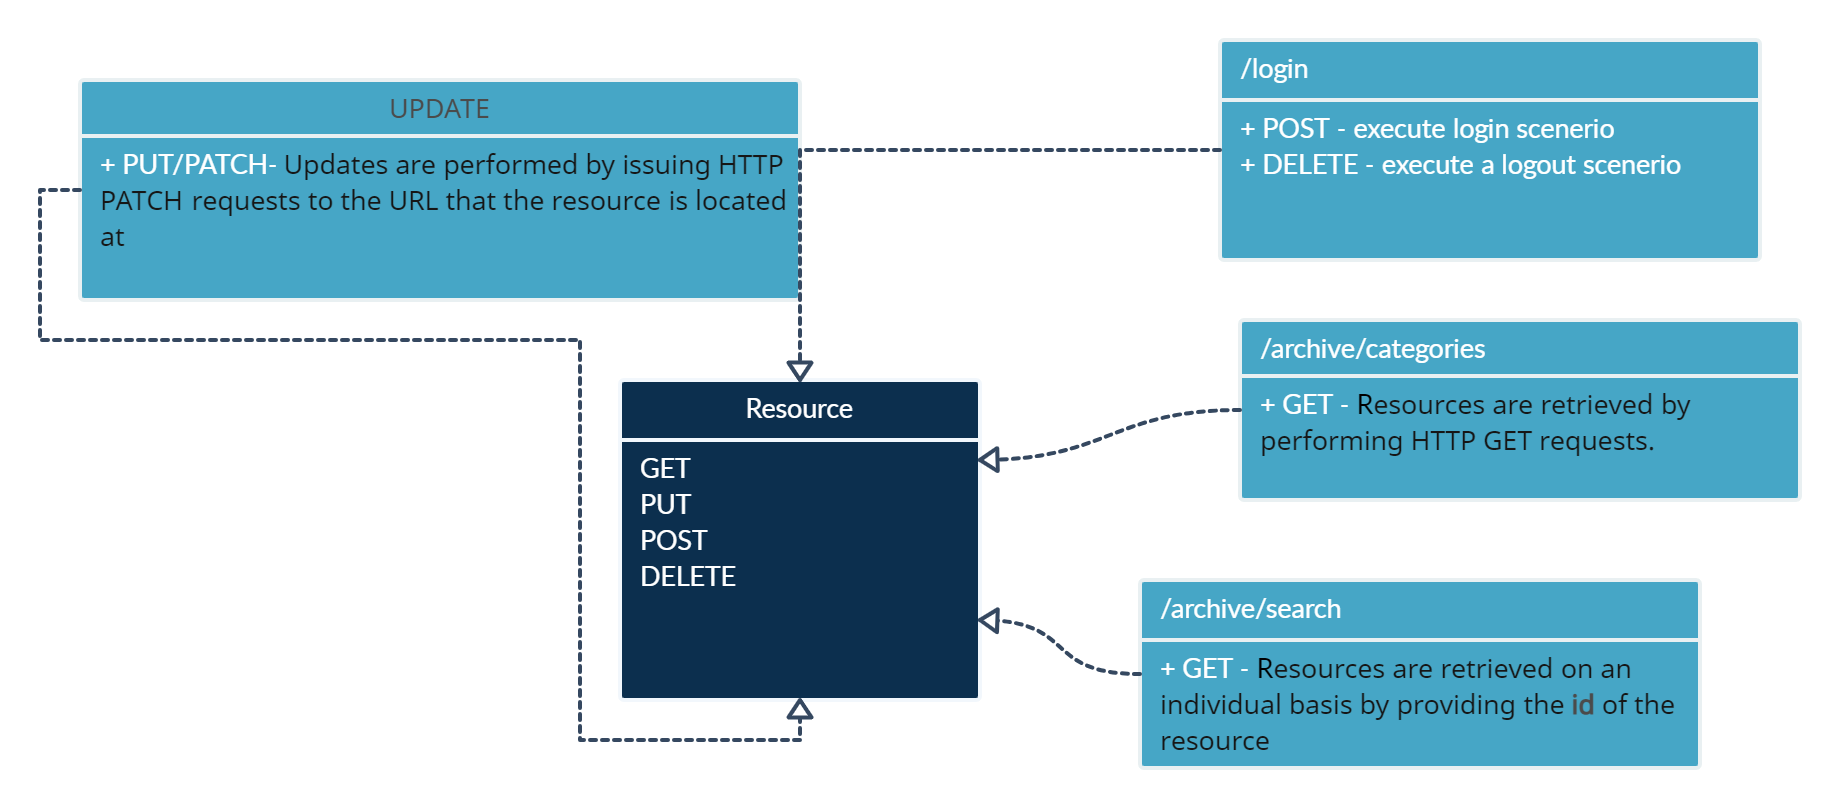 UPDATE
+ PUT/PATCH- Updates are performed by issuing HTTP
PATCH requests to the URL that the resource is located
at
/login
+ POST - execute login scenerio
+ DELETE - execute a logout scenerio
/archive/categories
+ GET - Resources are retrieved by
performing HTTP GET requests.
Resource
GET
PUT
POST
DELETE
/archive/search
+ GET - Resources are retrieved on an
individual basis by providing the id of the
resource